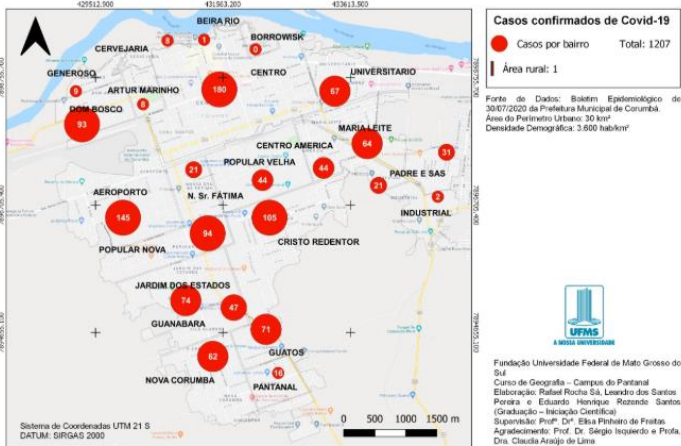 429512.900
431563.200
433613.500
BEIRA RIO
8
1
BORROWISK
CERVEJARIA
0
GENEROSO
CENTRO
UNIVERSITARIO
ARTUR MARINHO
9
8
180
67
DOM BOSCO
93
MARIA LEITE
64
CENTRO AMERICA
31
POPULAR VELHA
21
44
44
PADRE E SAS
21
AEROPORTO
N. Sr. FÁTIMA
2
INDUSTRIAL
145
105
94
CRISTO REDENTOR
POPULAR NOVA
JARDIM DOS ESTADOS
74
47
GUANABARA
71
GUATOS
62
16
NOVA CORUMBA
PANTANAL
Sistema de Coordenadas UTM 21 S
DATUM: SIRGAS 2000
0 500 1000 1500 m
Casos confirmados de Covid-19
Casos por bairro Total: 1207
Área rural: 1
Fonte de Dados: Boletim Epidemiológico de
30/07/2020 da Prefeitura Municipal de Corumbá.
Área do Perímetro Urbano: 30 km²
Densidade Demográfica: 3.600 hab/km²
UFMS
A NOSSA UNIVERSIDADE
Fundação Universidade Federal de Mato Grosso do
Sul
Curso de Geografia – Campus do Pantanal
Elaboração: Rafael Rocha Sá, Leandro dos Santos
Pereira e Eduardo Henrique Rezende Santos
(Graduação – Iniciação Científica)
Supervisão: Profª. Drª. Elisa Pinheiro de Freitas
Agradecimento: Prof. Dr. Sérgio Isquierdo e Profa.
Dra. Claudia Araújo de Lima